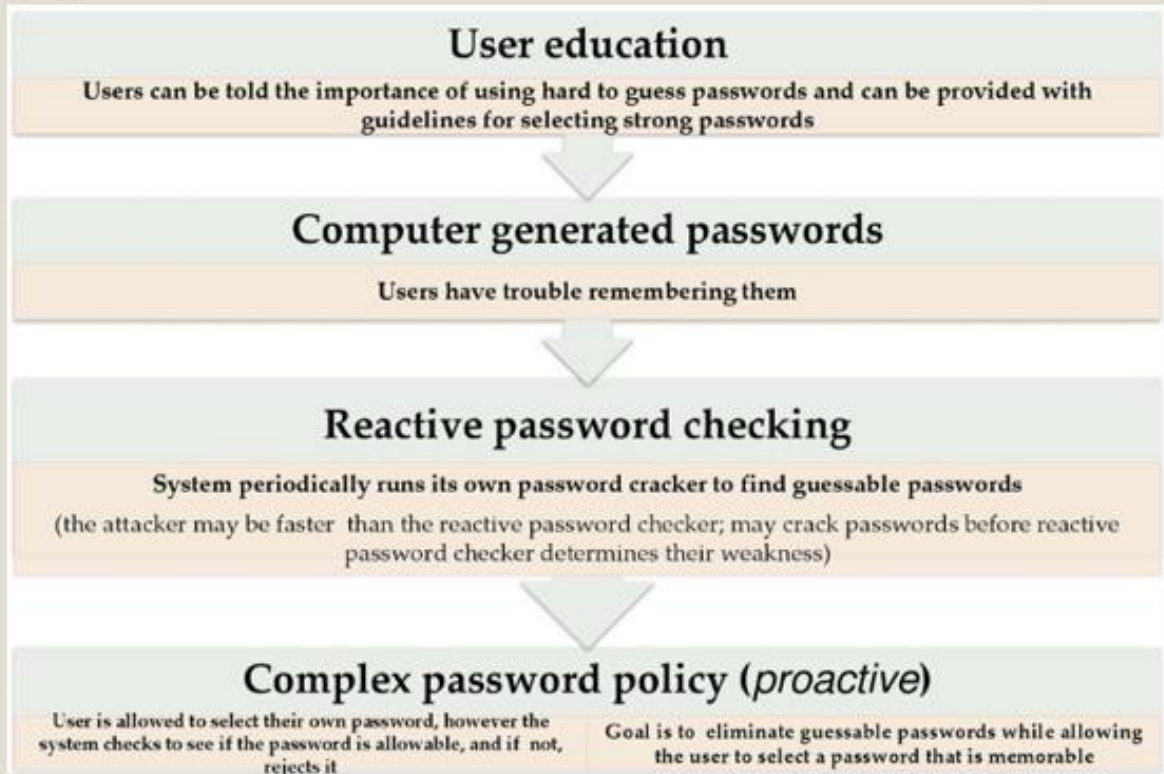 User education
Users can be told the importance of using hard to guess passwords and can be provided with
guidelines for selecting strong passwords
Computer generated passwords
Users have trouble remembering them
Reactive password checking
System periodically runs its own password cracker to find guessable passwords
(the attacker may be faster than the reactive password checker; may crack passwords before reactive
password checker determines their weakness)
Complex password policy (proactive)
User is allowed to select their own password, however the
system checks to see if the password is allowable, and if not,
rejects it
Goal is to eliminate guessable passwords while allowing
the user to select a password that is memorable